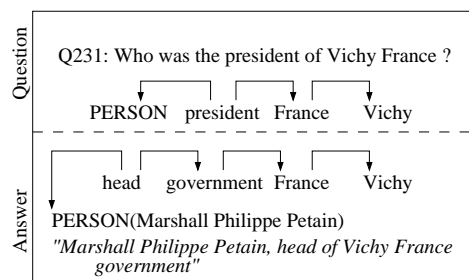 Question
Q231: Who was the president of Vichy France ?
PERSON president France Vichy
Answer
head government France Vichy
PERSON(Marshall Philippe Petain)
"Marshall Philippe Petain, head of Vichy France
government"